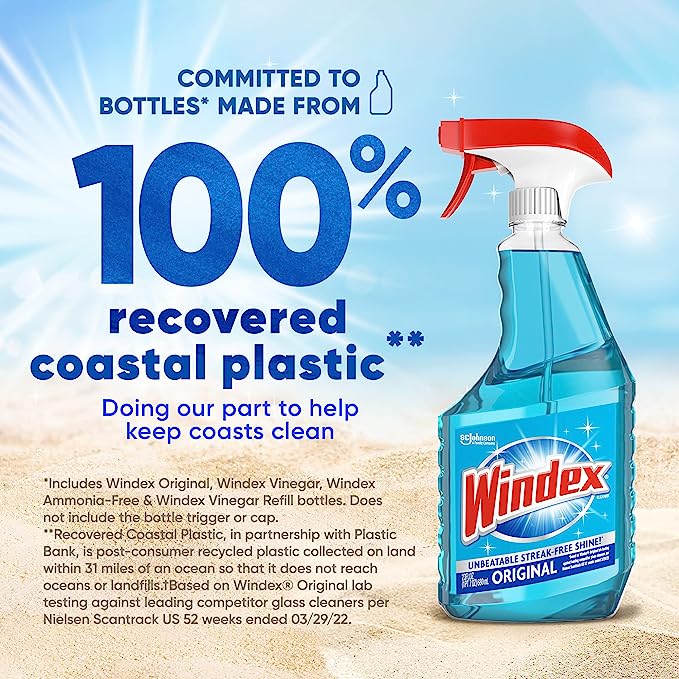 COMMITTED TO
BOTTLES* MADE FROM
100%
recovered
coastal plastic**
Doing our part to help
keep coasts clean
*Includes Windex Original, Windex Vinegar, Windex
Ammonia-Free & Windex Vinegar Refill bottles. Does
not include the bottle trigger or cap.
**Recovered Coastal Plastic, in partnership with Plastic
Bank, is post-consumer recycled plastic collected on land
within 31 miles of an ocean so that it does not reach
oceans or landfills.†Based on Windex® Original lab
testing against leading competitor glass cleaners per
Nielsen Scantrack US 52 weeks ended 03/29/22.
SC Johnson
A Family Company
Windex
UNBEATABLE STREAK-FREE SHINE!†
ORIGINAL